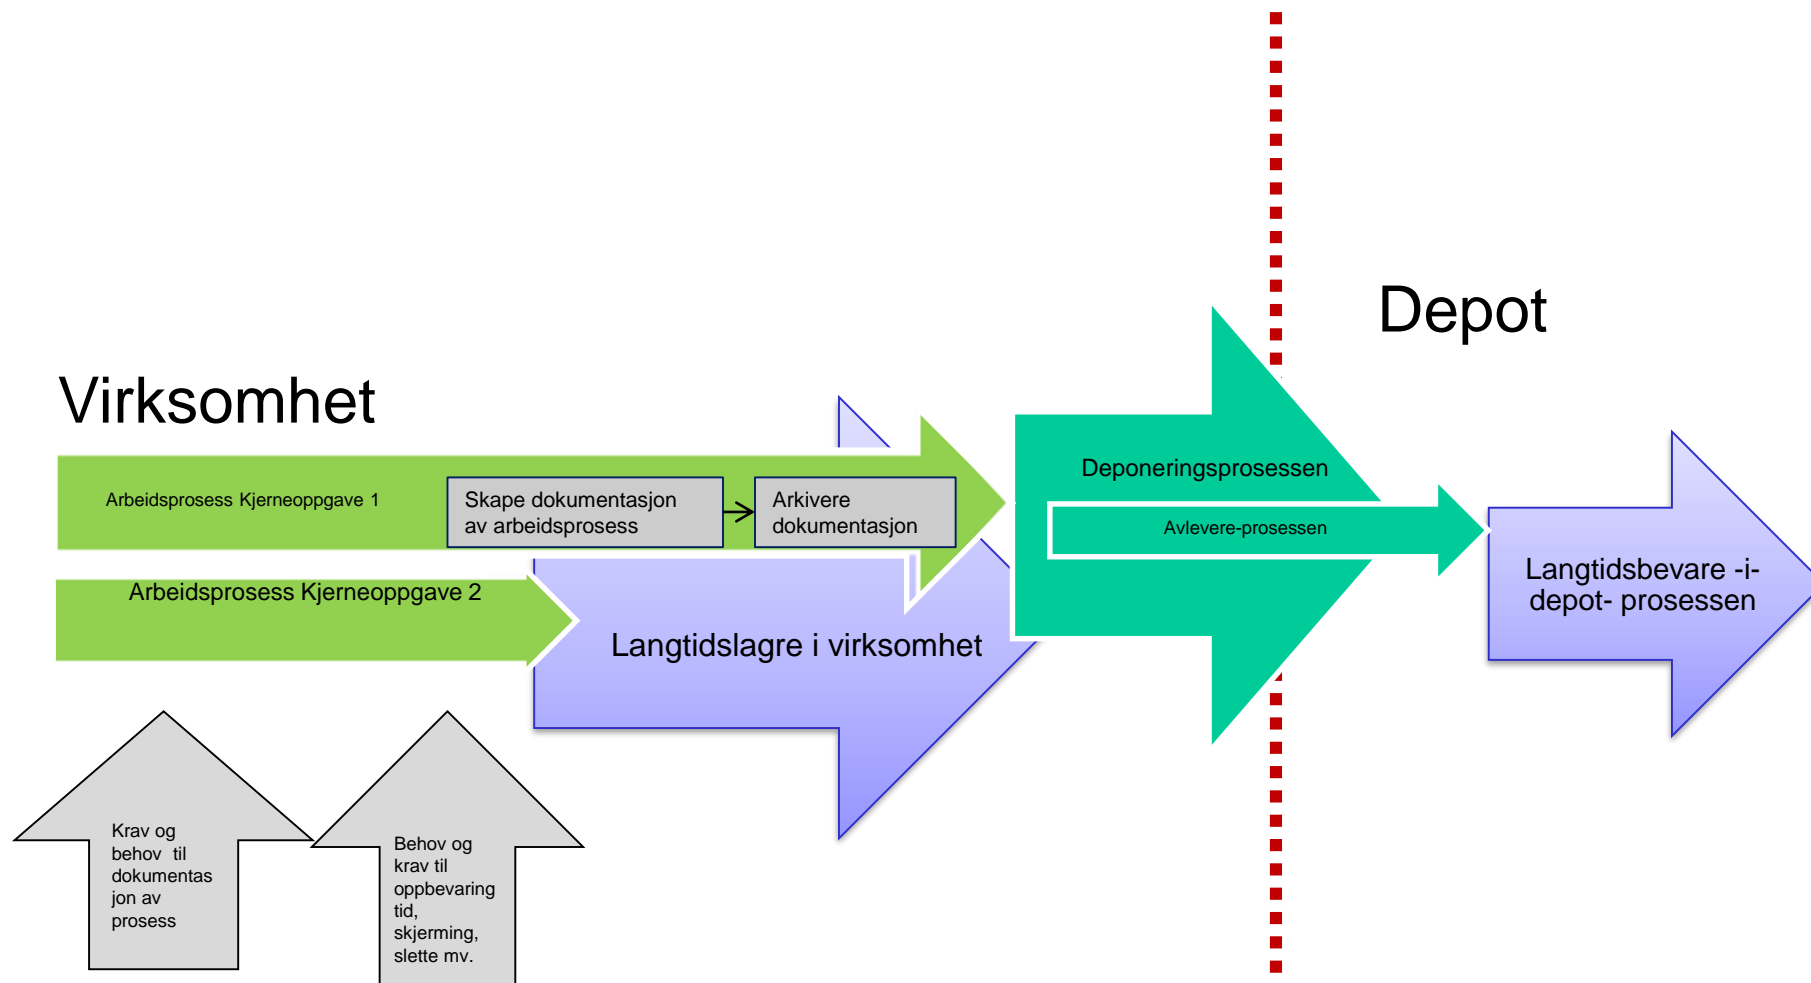 Depot
Virksomhet
Arbeidsprosess Kjerneoppgave 1
Skape dokumentasjon
av arbeidsprosess
Arkivere
dokumentasjon
Deponeringsprosessen
Avlevere-prosessen
Langtidsbevare -i-
depot- prosessen
Arbeidsprosess Kjerneoppgave 2
Langtidslagre i virksomhet
Krav og
behov til
dokumentas
jon av
prosess
Behov og
krav til
oppbevaring
tid,
skjerming,
slette mv.